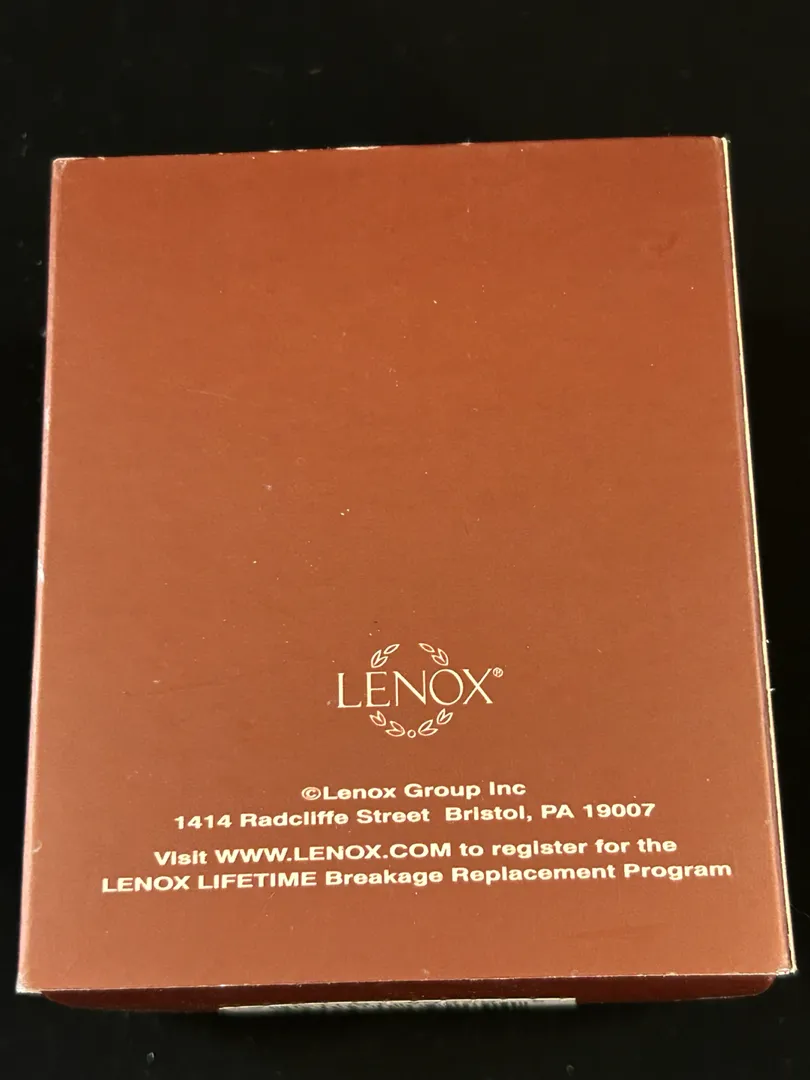 LENOX®
©Lenox Group Inc
1414 Radcliffe Street Bristol, PA 19007
Visit WWW.LENOX.COM to register for the
LENOX LIFETIME Breakage Replacement Program